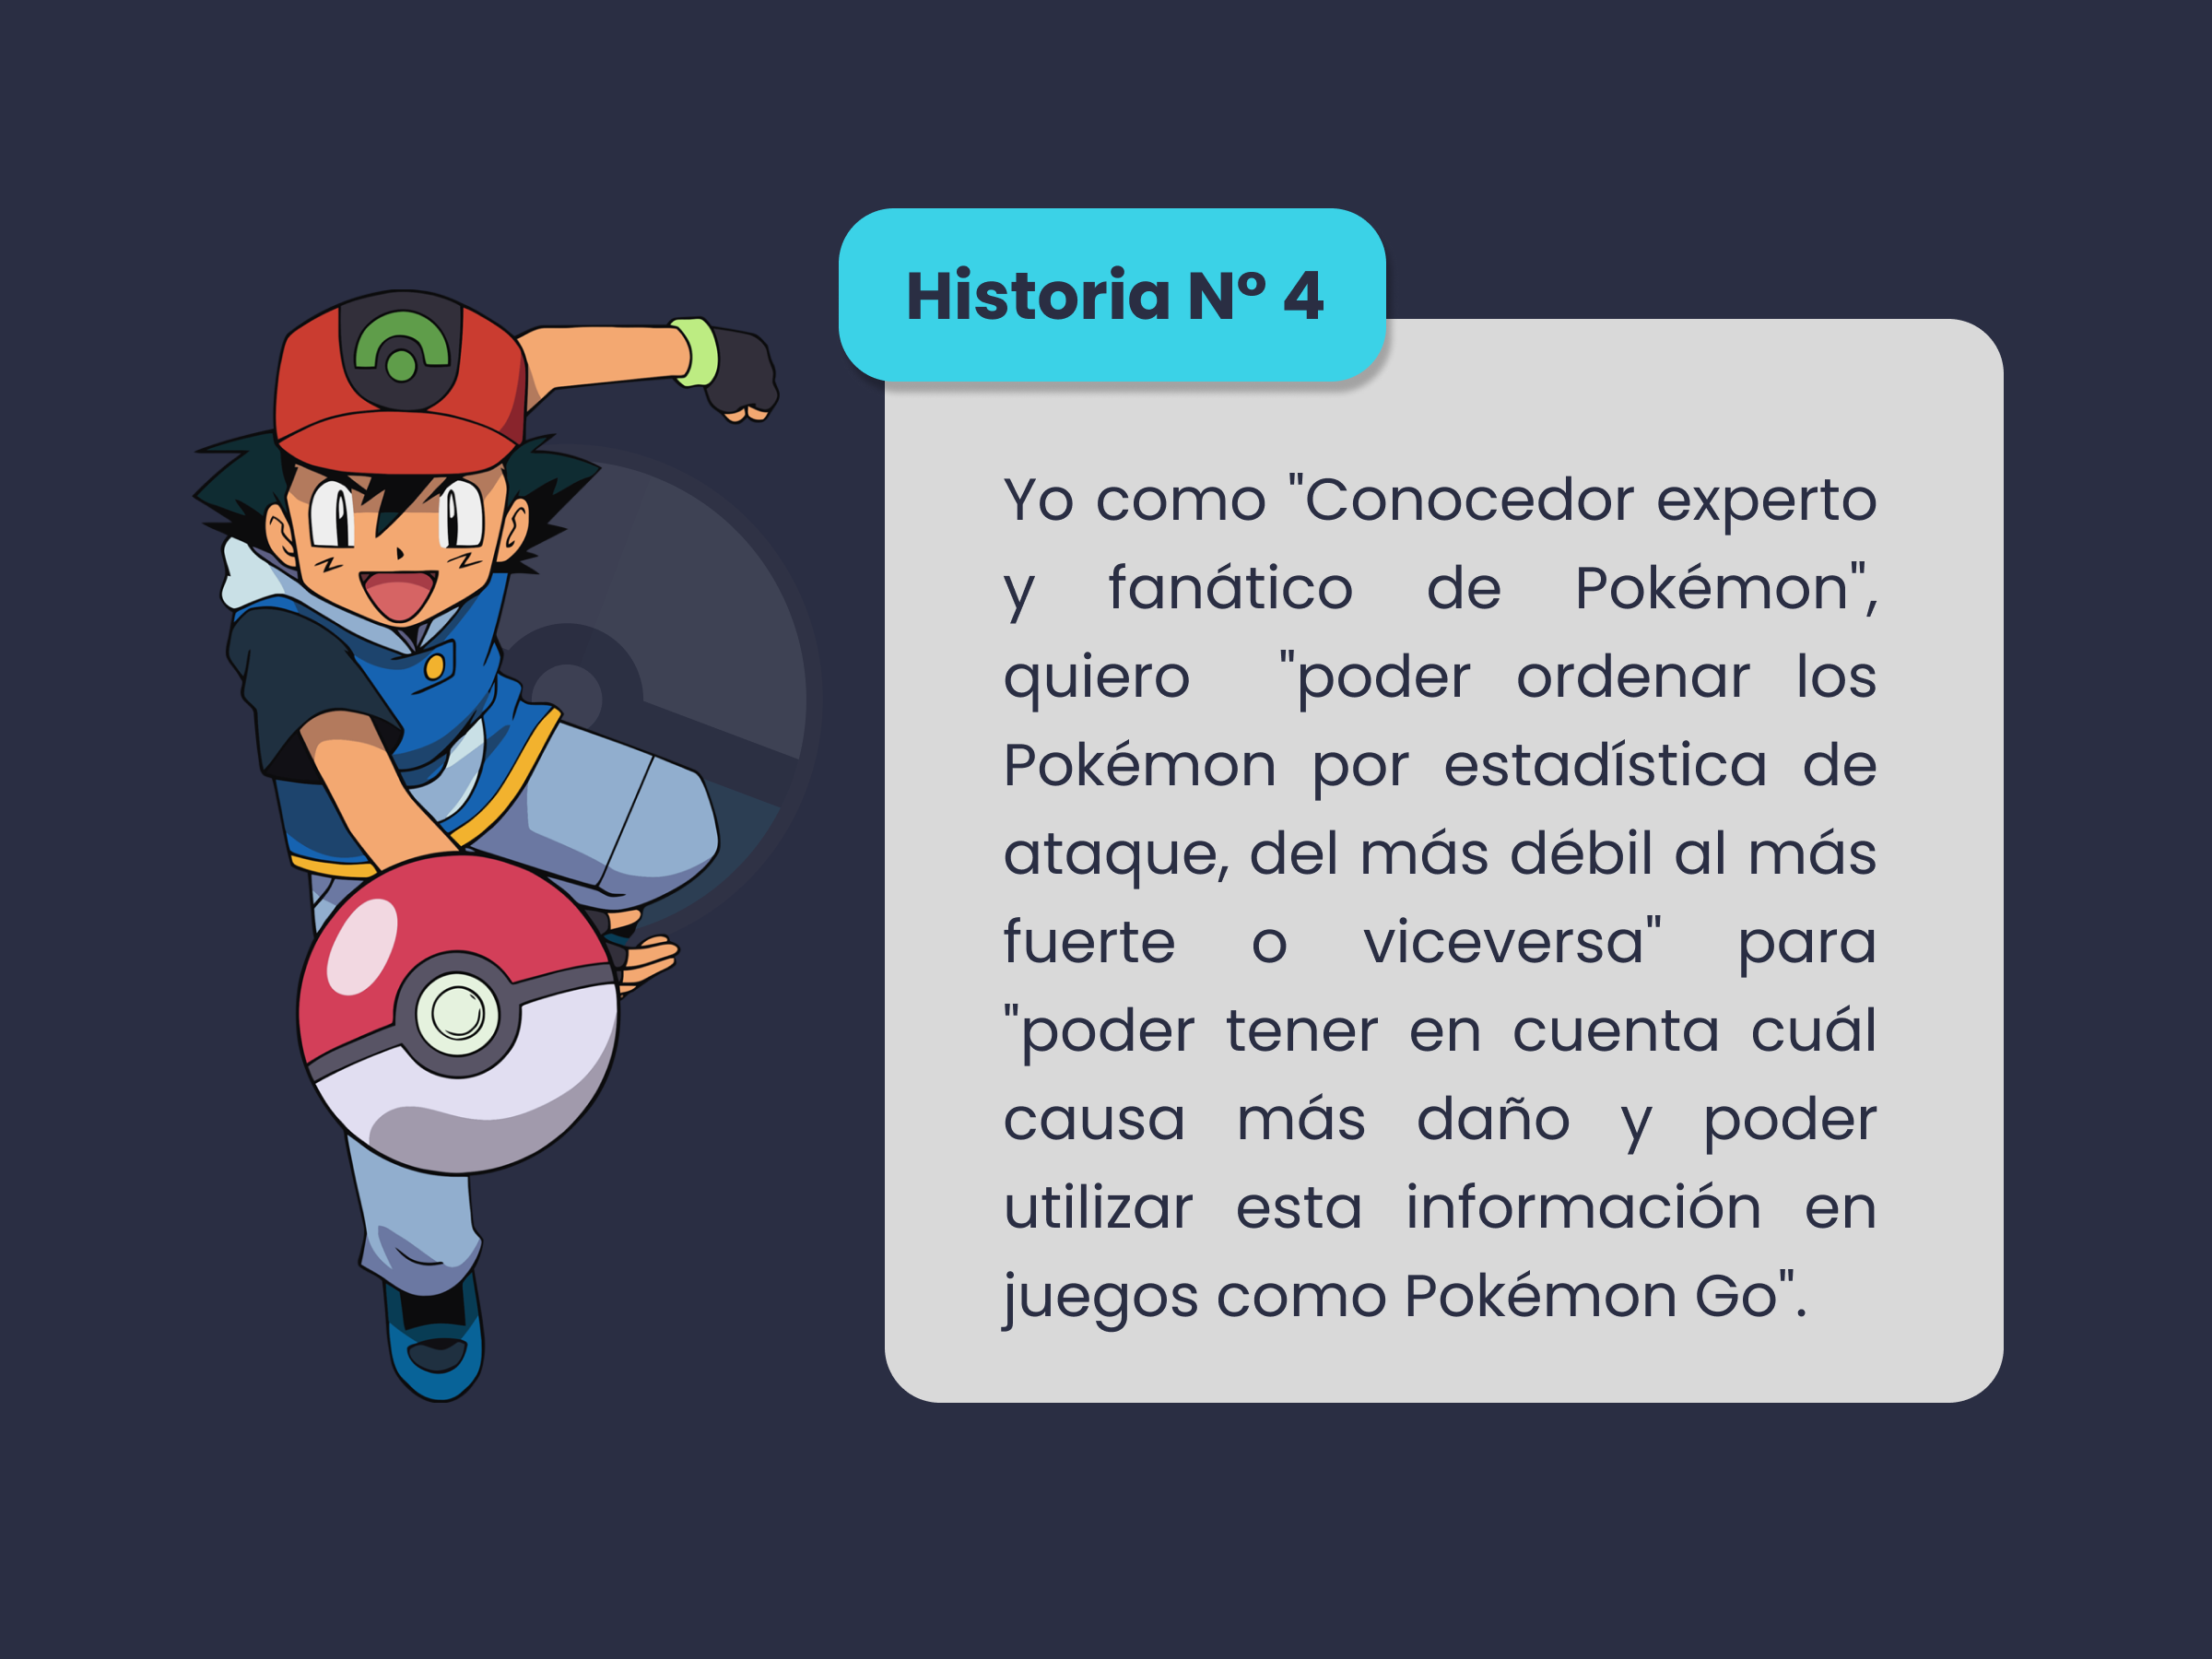 Historia Nº 4
Yo como "Conocedor experto
y fanático de Pokémon",
quiero "poder ordenar los
Pokémon por estadística de
ataque, del más débil al más
fuerte o viceversa" para
"poder tener en cuenta cuál
causa más daño y poder
utilizar esta información en
juegos como Pokémon Go".